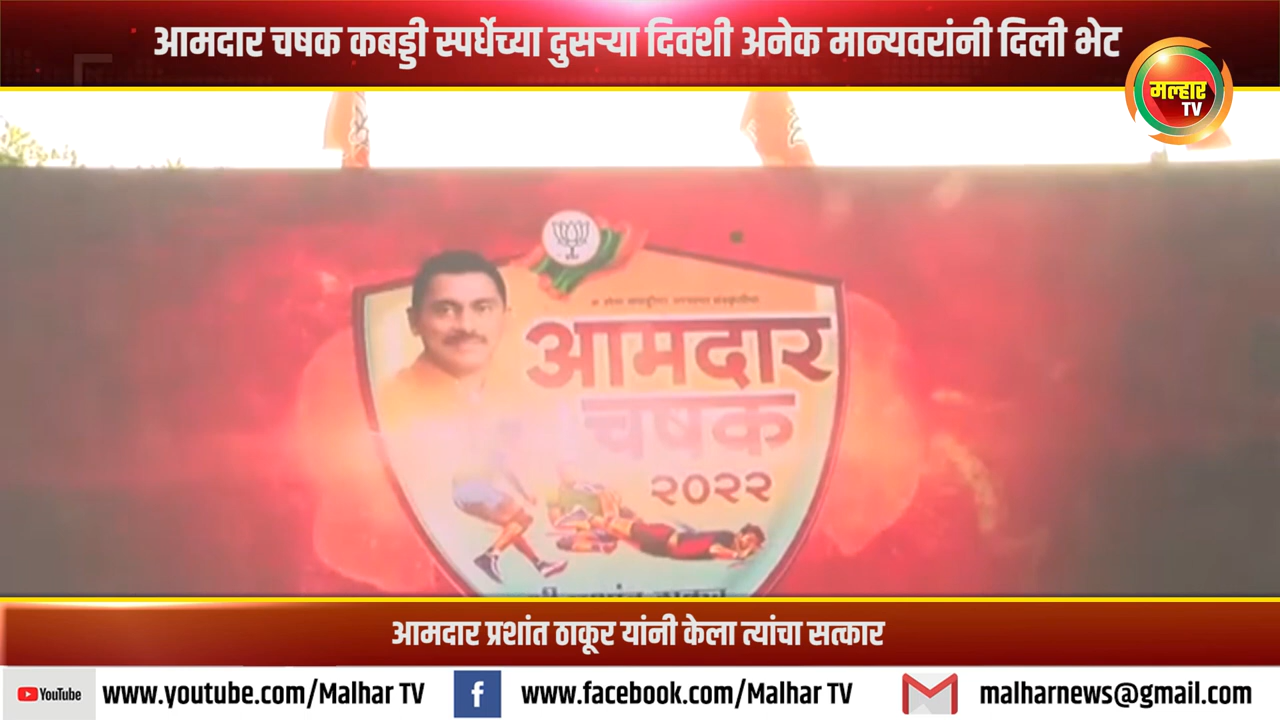 आमदार चषक कबड्डी स्पर्धेच्या दुसऱ्या दिवशी अनेक मान्यवरांनी दिली भेट
मल्हार
TV
आमदार
चषक
२०२२
आमदार प्रशांत ठाकूर यांनी केला त्यांचा सत्कार
YouTube
www.youtube.com/Malhar TV
f
www.facebook.com/Malhar TV
malharnews@gmail.com